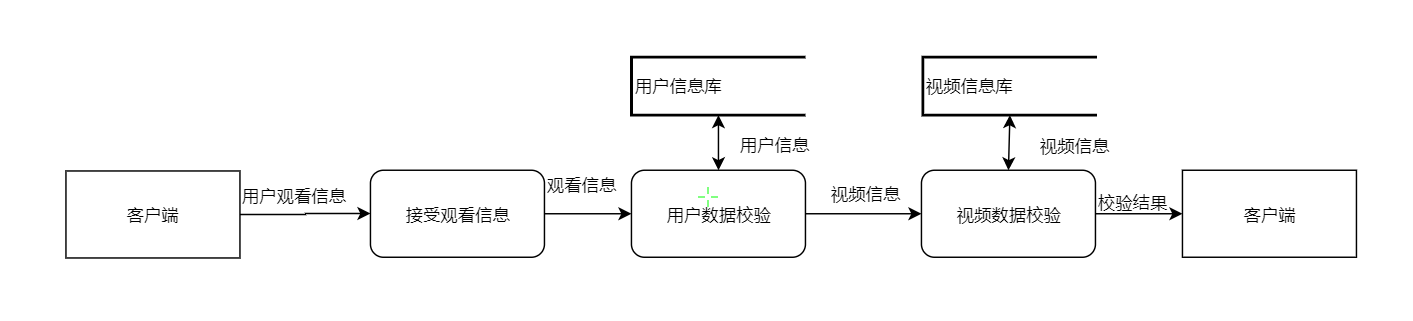 用户信息库
视频信息库
用户信息
视频信息
客户端
用户观看信息
接受观看信息
观看信息
用户数据校验
视频信息
视频数据校验
校验结果
客户端